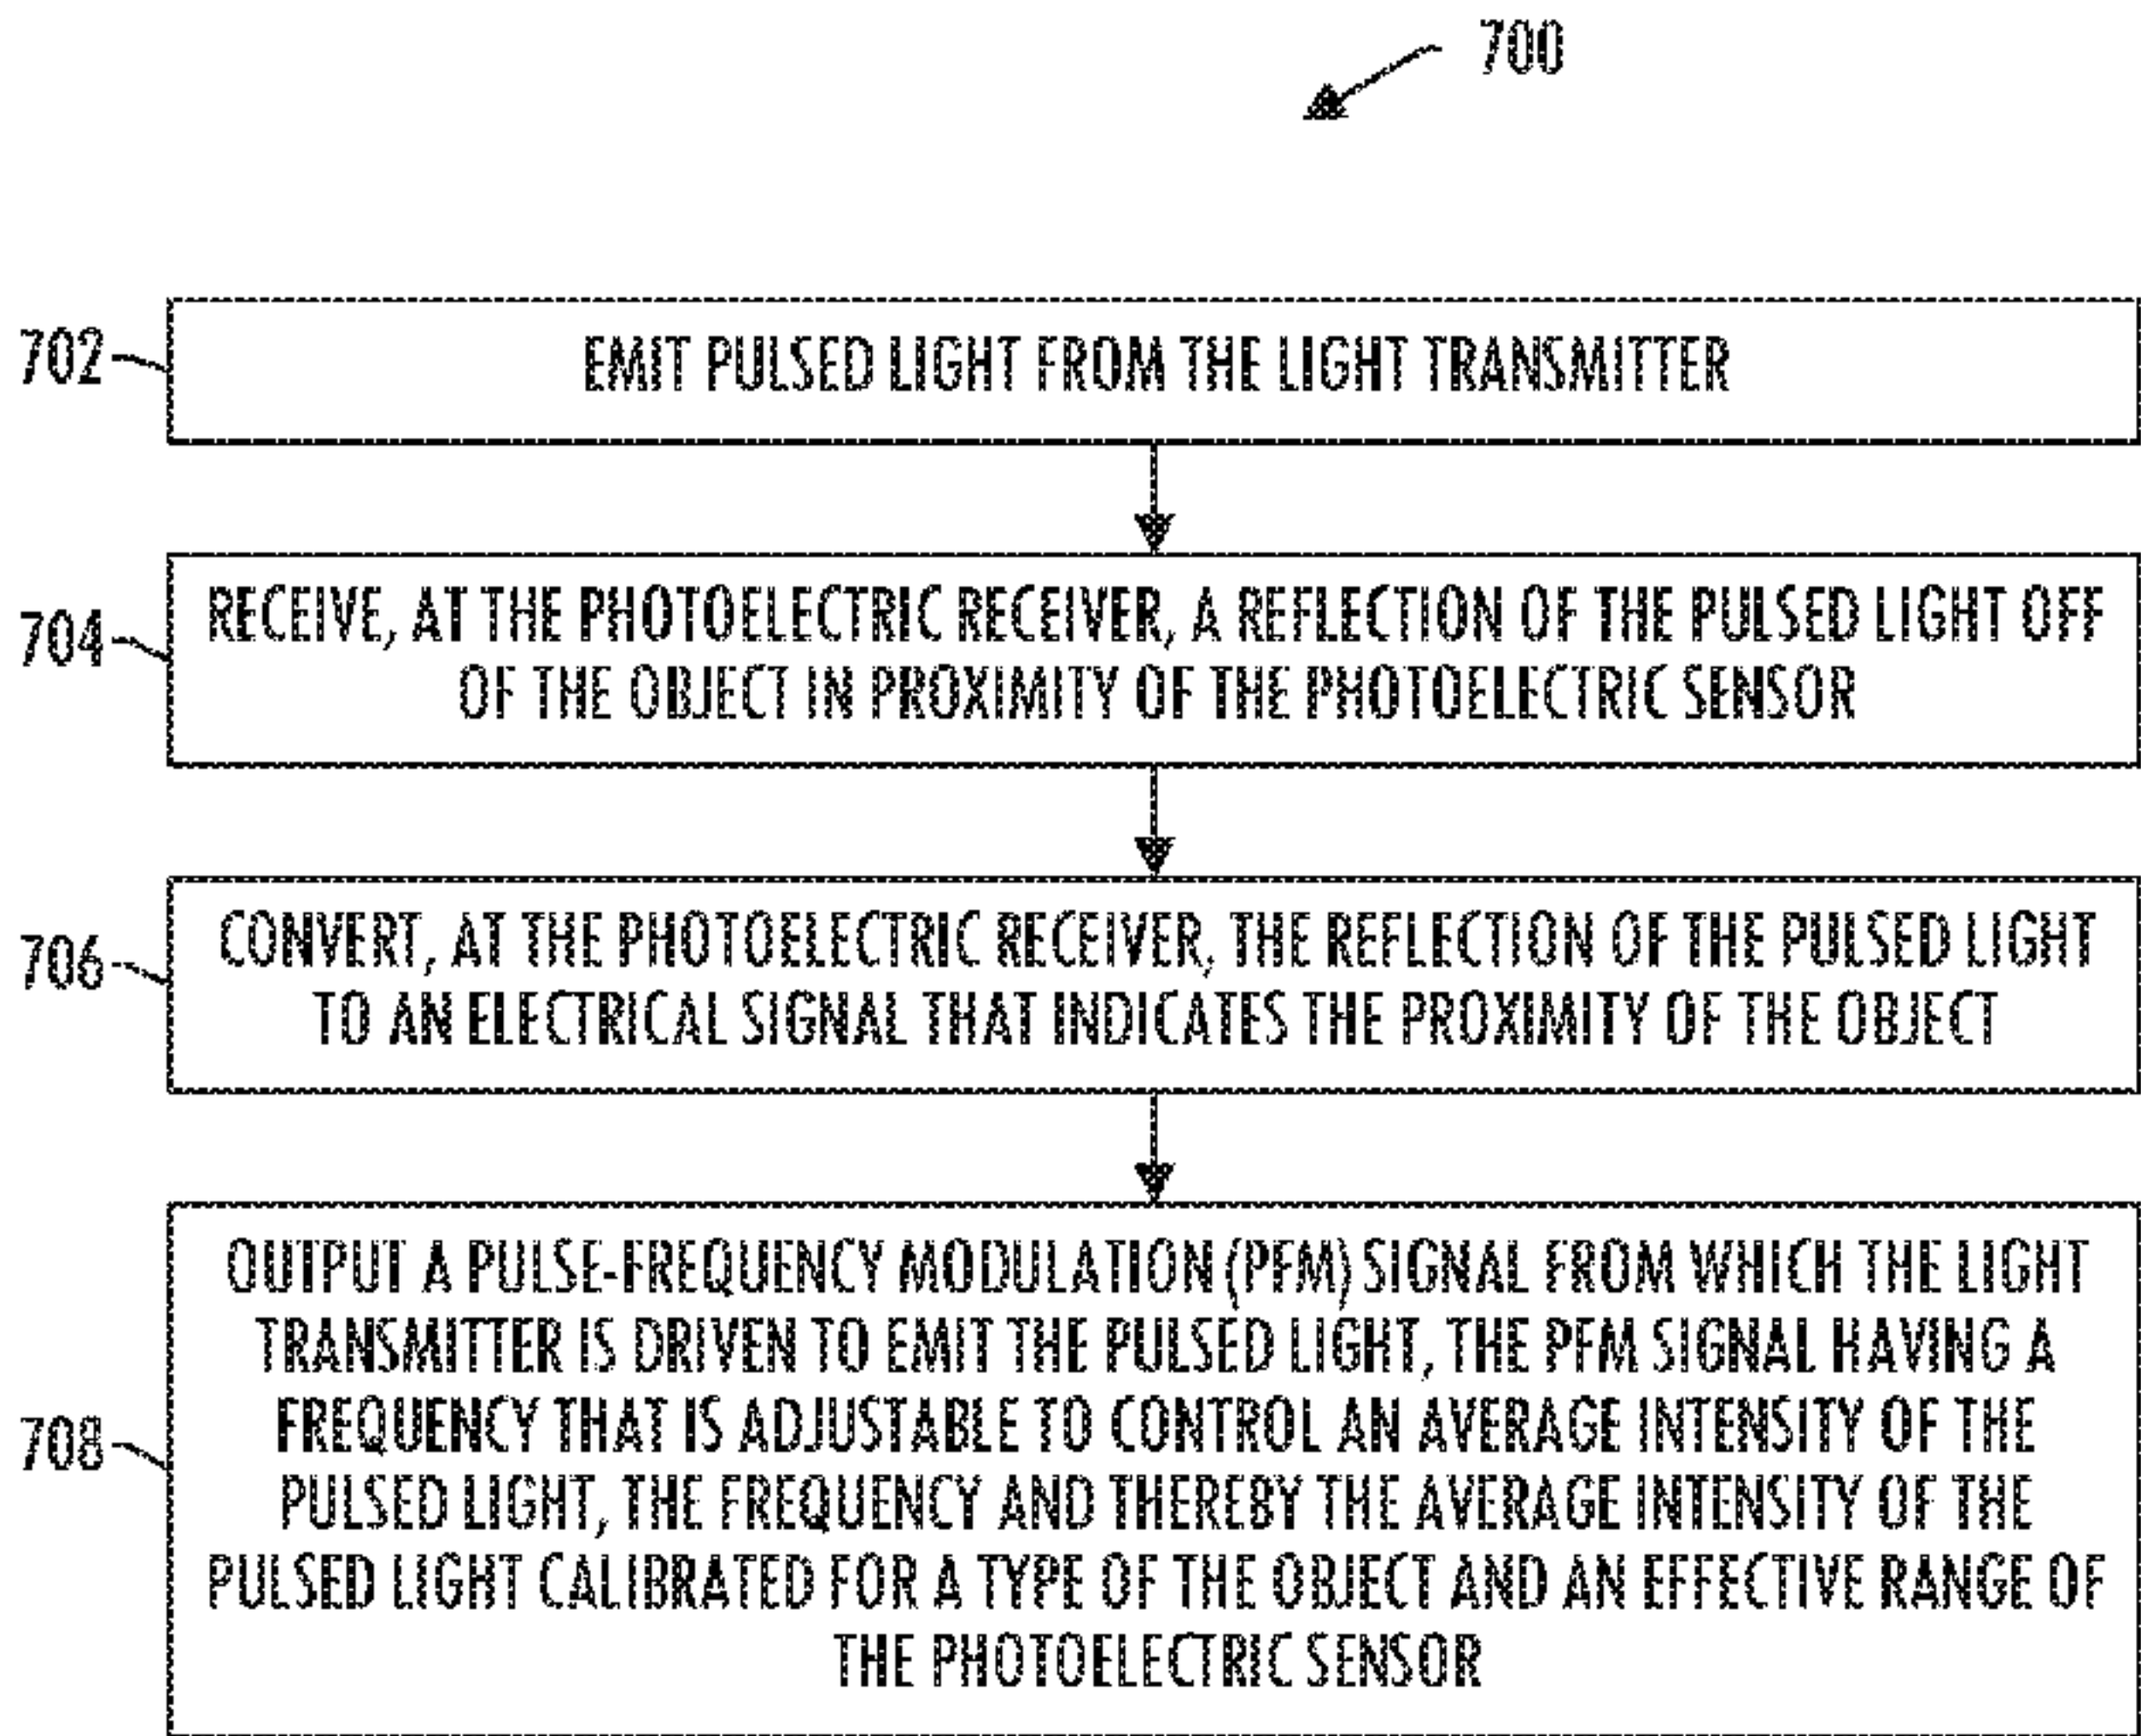 700
702
EMIT PULSED LIGHT FROM THE LIGHT TRANSMITTER
704
RECEIVE, AT THE PHOTOELECTRIC RECEIVER, A REFLECTION OF THE PULSED LIGHT OFF
OF THE OBJECT IN PROXIMITY OF THE PHOTOELECTRIC SENSOR
706
CONVERT, AT THE PHOTOELECTRIC RECEIVER, THE REFLECTION OF THE PULSED LIGHT
TO AN ELECTRICAL SIGNAL THAT INDICATES THE PROXIMITY OF THE OBJECT
708
OUTPUT A PULSE-FREQUENCY MODULATION (PFM) SIGNAL FROM WHICH THE LIGHT
TRANSMITTER IS DRIVEN TO EMIT THE PULSED LIGHT, THE PFM SIGNAL HAVING A
FREQUENCY THAT IS ADJUSTABLE TO CONTROL AN AVERAGE INTENSITY OF THE
PULSED LIGHT, THE FREQUENCY AND THEREBY THE AVERAGE INTENSITY OF THE
PULSED LIGHT CALIBRATED FOR A TYPE OF THE OBJECT AND AN EFFECTIVE RANGE OF
THE PHOTOELECTRIC SENSOR